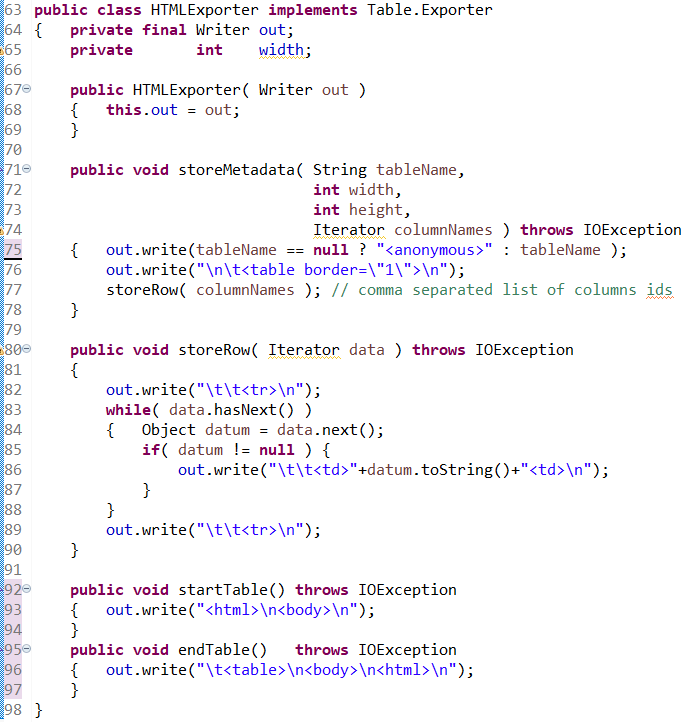 63 public class HTMLExporter implements Table.Exporter
64 {   private final Writer out;
65     private       int    width;
66
67     public HTMLExporter( Writer out )
68     {   this.out = out;
69     }
70
71     public void storeMetadata( String tableName,
72                                int width,
73                                int height,
74                                Iterator columnNames ) throws IOException
75     {   out.write(tableName == null ? "<anonymous>" : tableName );
76         out.write("\n\t<table border=\"1\">\n");
77         storeRow( columnNames ); // comma separated list of columns ids
78     }
79
80     public void storeRow( Iterator data ) throws IOException
81     {
82         out.write("\t\t<tr>\n");
83         while( data.hasNext() )
84         {   Object datum = data.next();
85             if( datum != null ) {
86                 out.write("\t\t<td>"+datum.toString()+"<td>\n");
87             }
88         }
89         out.write("\t\t<tr>\n");
90     }
91
92     public void startTable() throws IOException
93     {   out.write("<html>\n<body>\n");
94     }
95     public void endTable()   throws IOException
96     {   out.write("\t<table>\n<body>\n<html>\n");
97     }
98 }